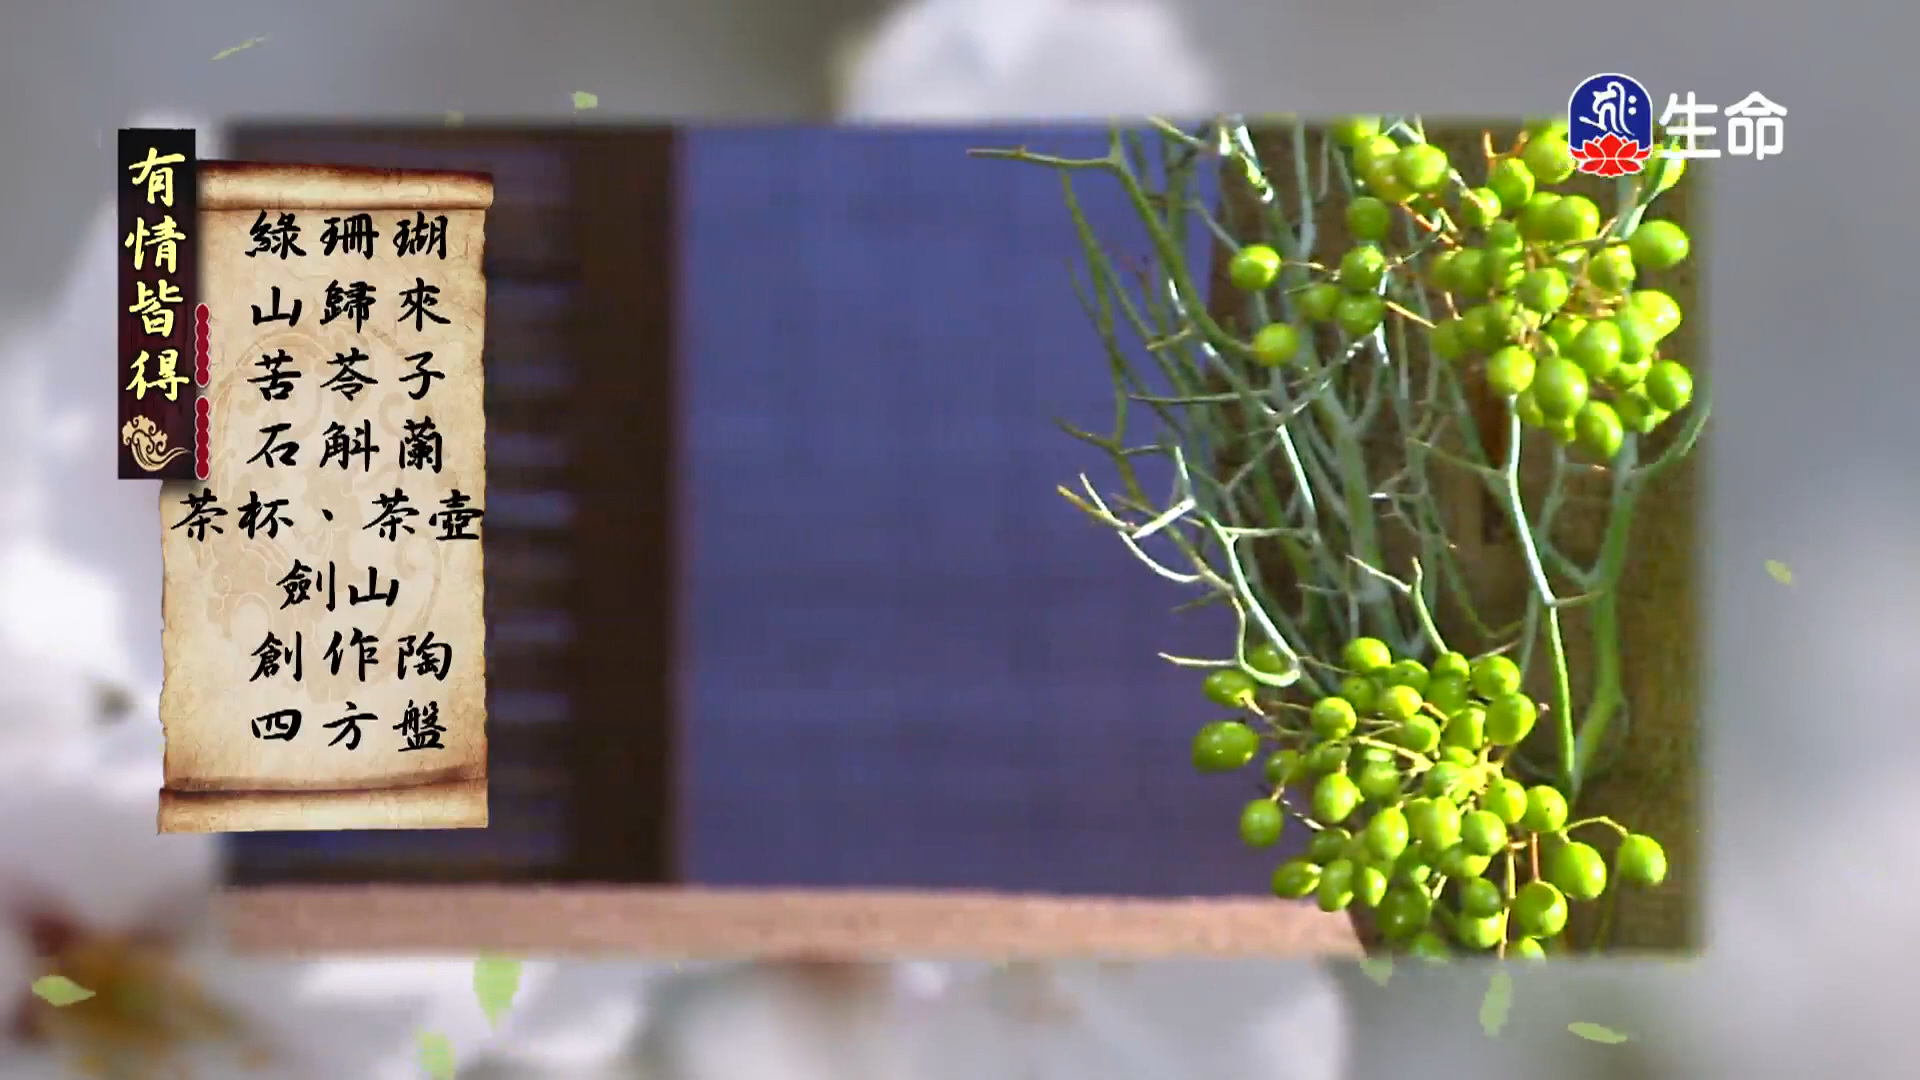 有情皆得
綠珊瑚
山歸來
苦苓子
石斛蘭
茶杯、茶壺
劍山
創作陶
四方盤
生命